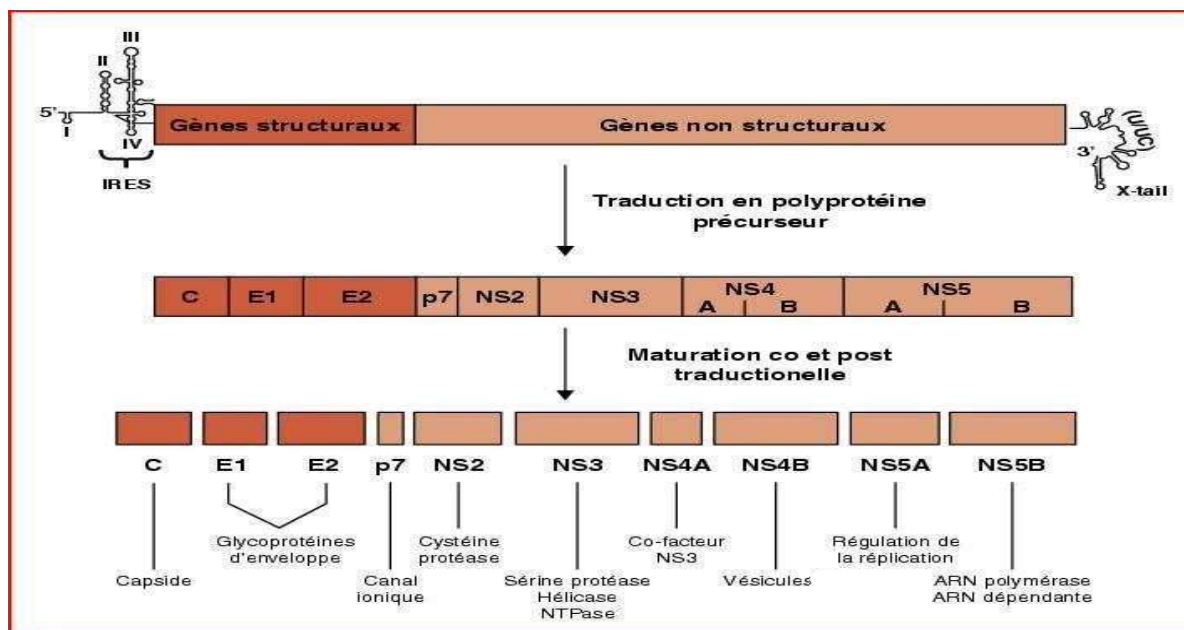 III
II
5'
I
IV
IRES
Gènes structuraux
Gènes non structuraux
(U/UC)
3'
X-tail
Traduction en polyprotéine
précurseur
C E1 E2 p7 NS2 NS3 NS4 NS5
A B A B
Maturation co et post
traductionelle
C E1 E2 p7 NS2 NS3 NS4A NS4B NS5A NS5B
Capside
Glycoprotéines
d'enveloppe
Canal
ionique
Cystéine
protéase
Sérine protéase
Hélicase
NTPase
Co-facteur
NS3
Vésicules
Régulation de
la réplication
ARN polymérase
ARN dépendante